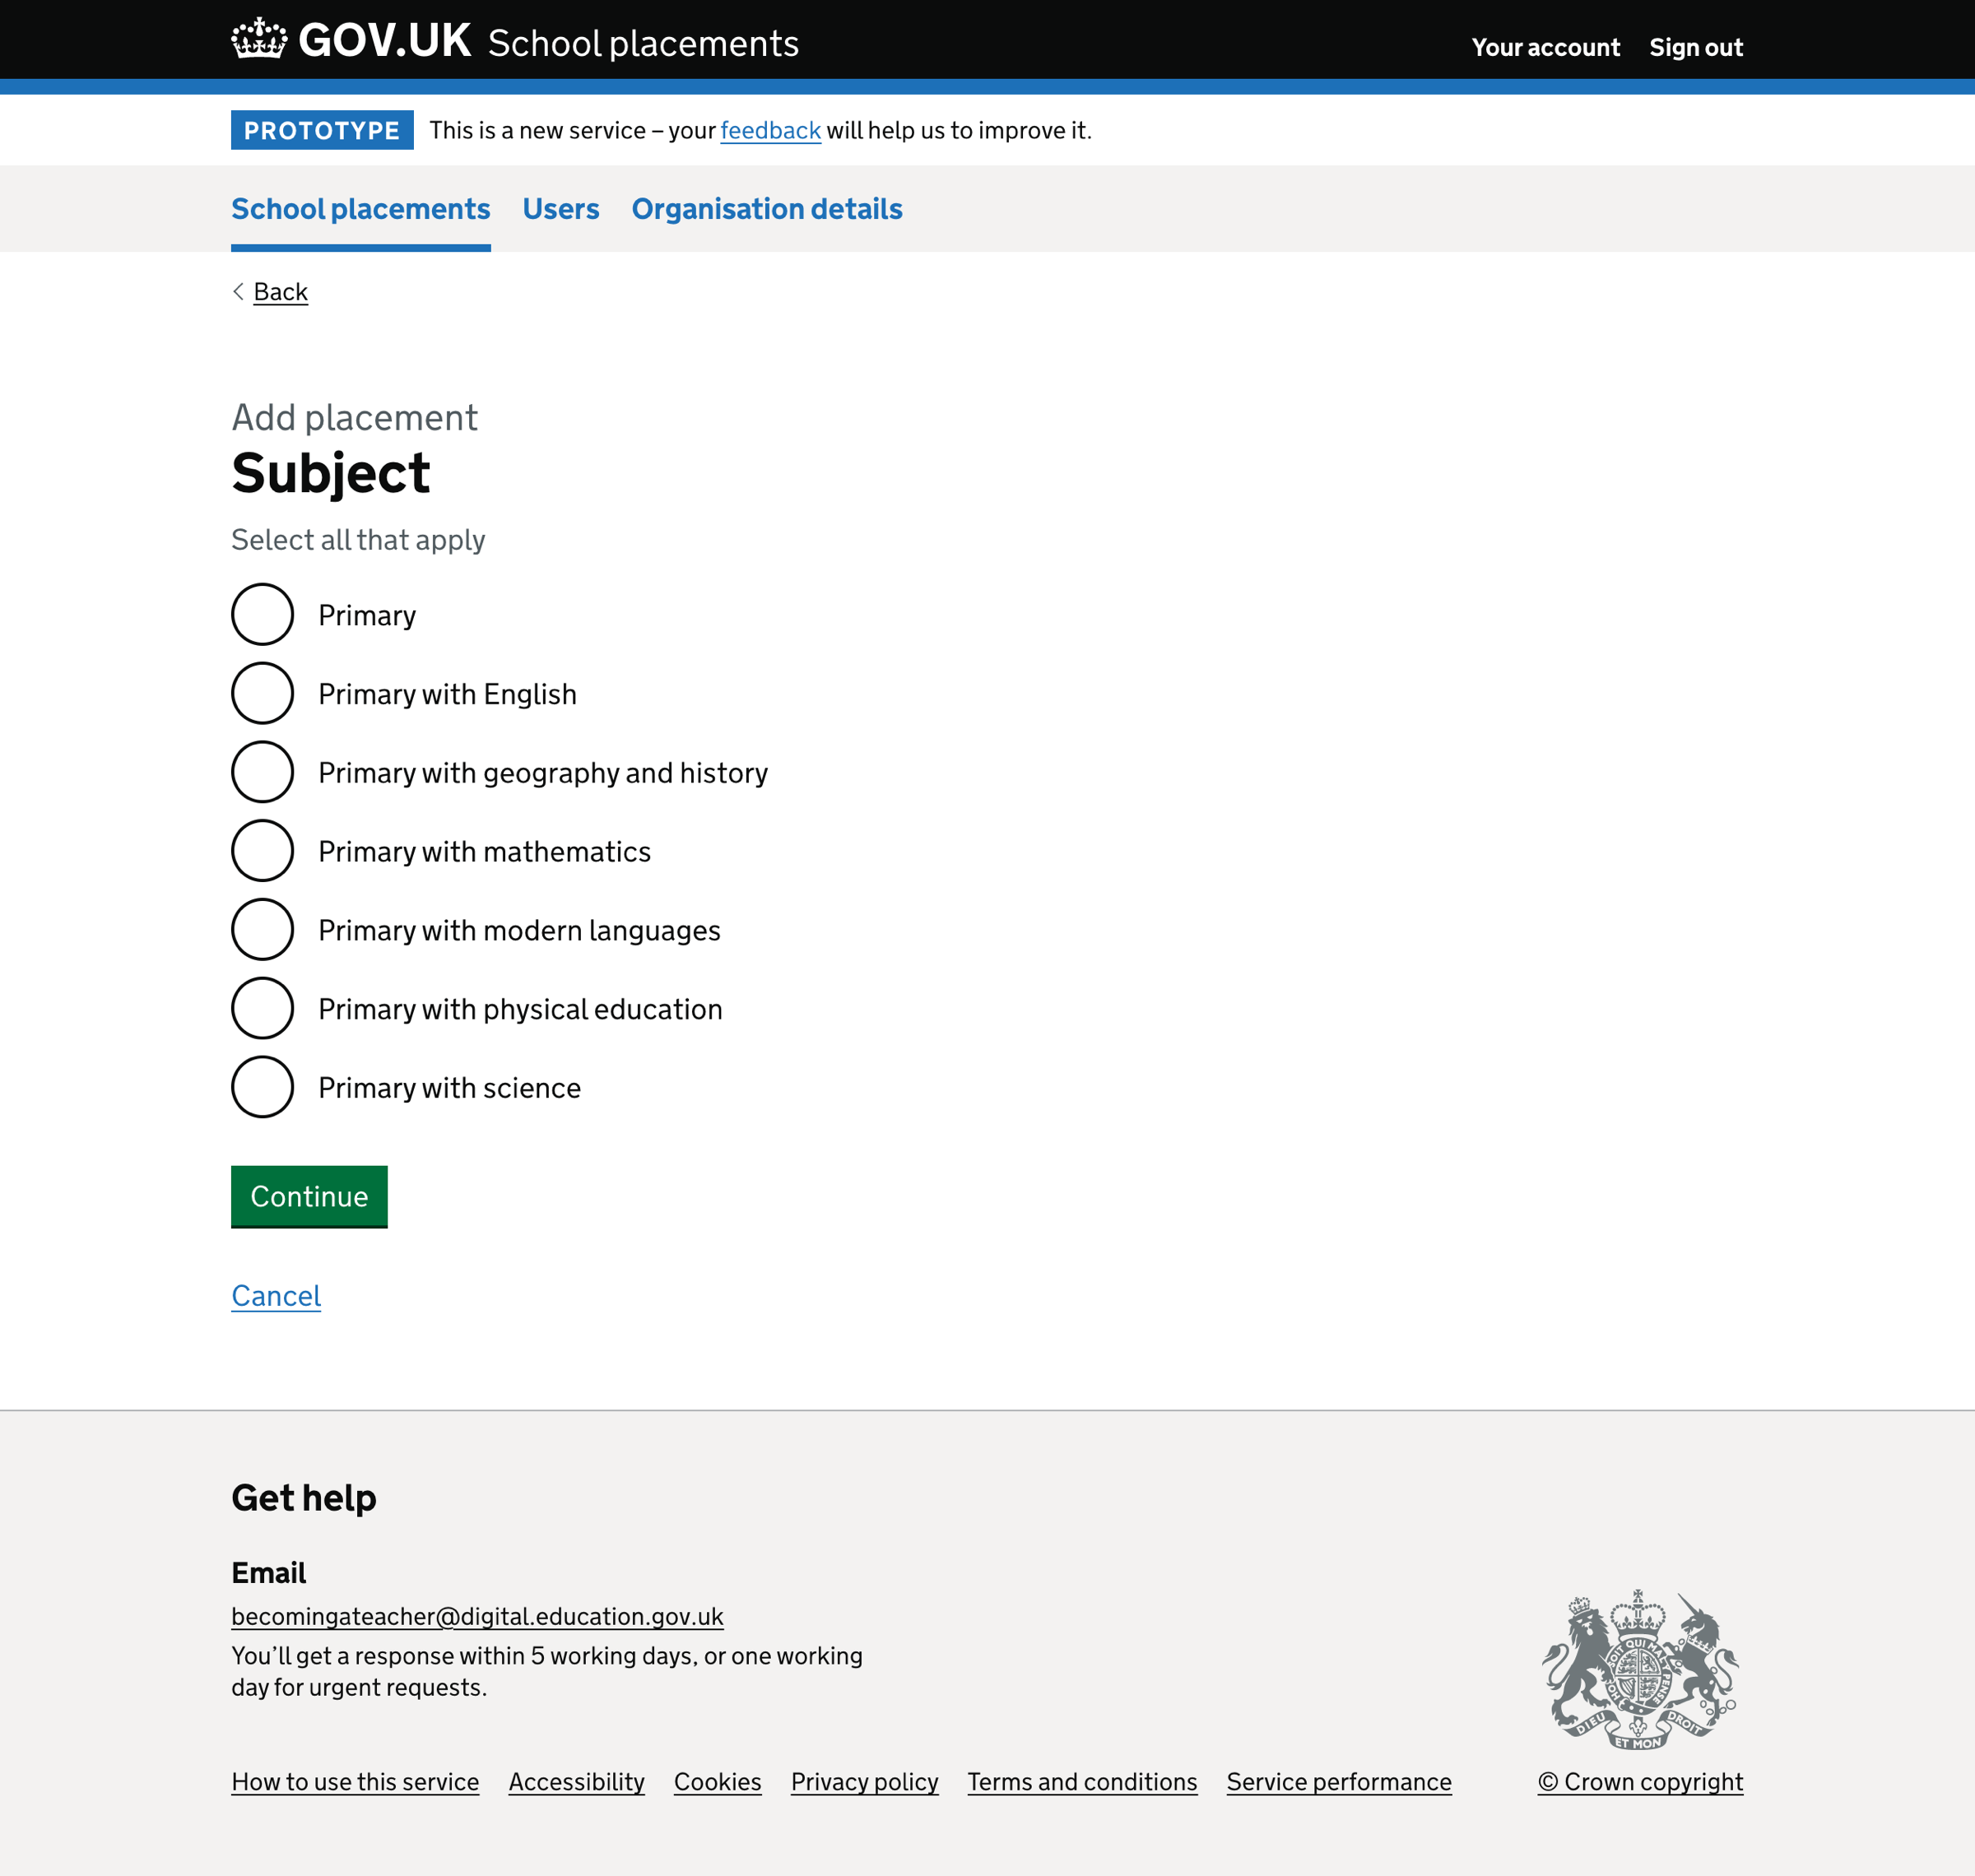 GOV.UK School placements
Your account Sign out
PROTOTYPE This is a new service – your feedback will help us to improve it.
School placements Users Organisation details
Back
Add placement
Subject
Select all that apply
Primary
Primary with English
Primary with geography and history
Primary with mathematics
Primary with modern languages
Primary with physical education
Primary with science
Continue
Cancel
Get help
Email
becomingateacher@digital.education.gov.uk
You’ll get a response within 5 working days, or one working
day for urgent requests.
DIEU ET MON DROIT
How to use this service Accessibility Cookies Privacy policy Terms and conditions Service performance
© Crown copyright